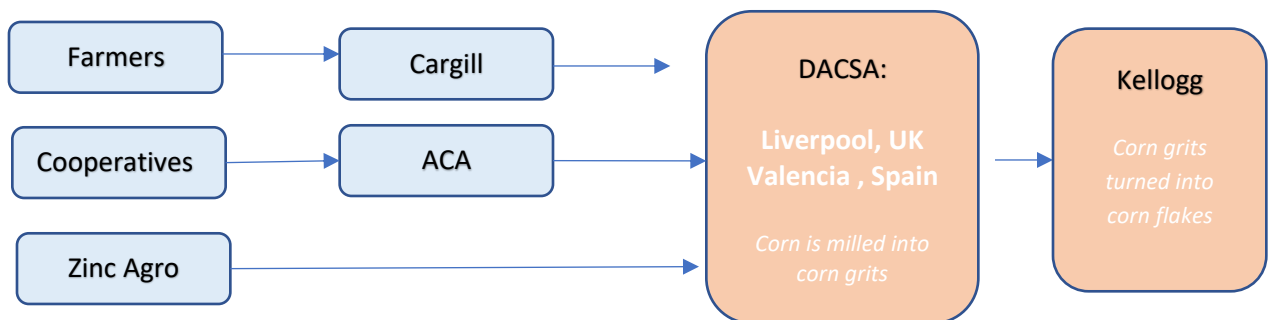 Farmers
Cargill
Cooperatives
ACA
Zinc Agro
DACSA:
Liverpool, UK
Valencia , Spain
Corn is milled into
corn grits
Kellogg
Corn grits
turned into
corn flakes